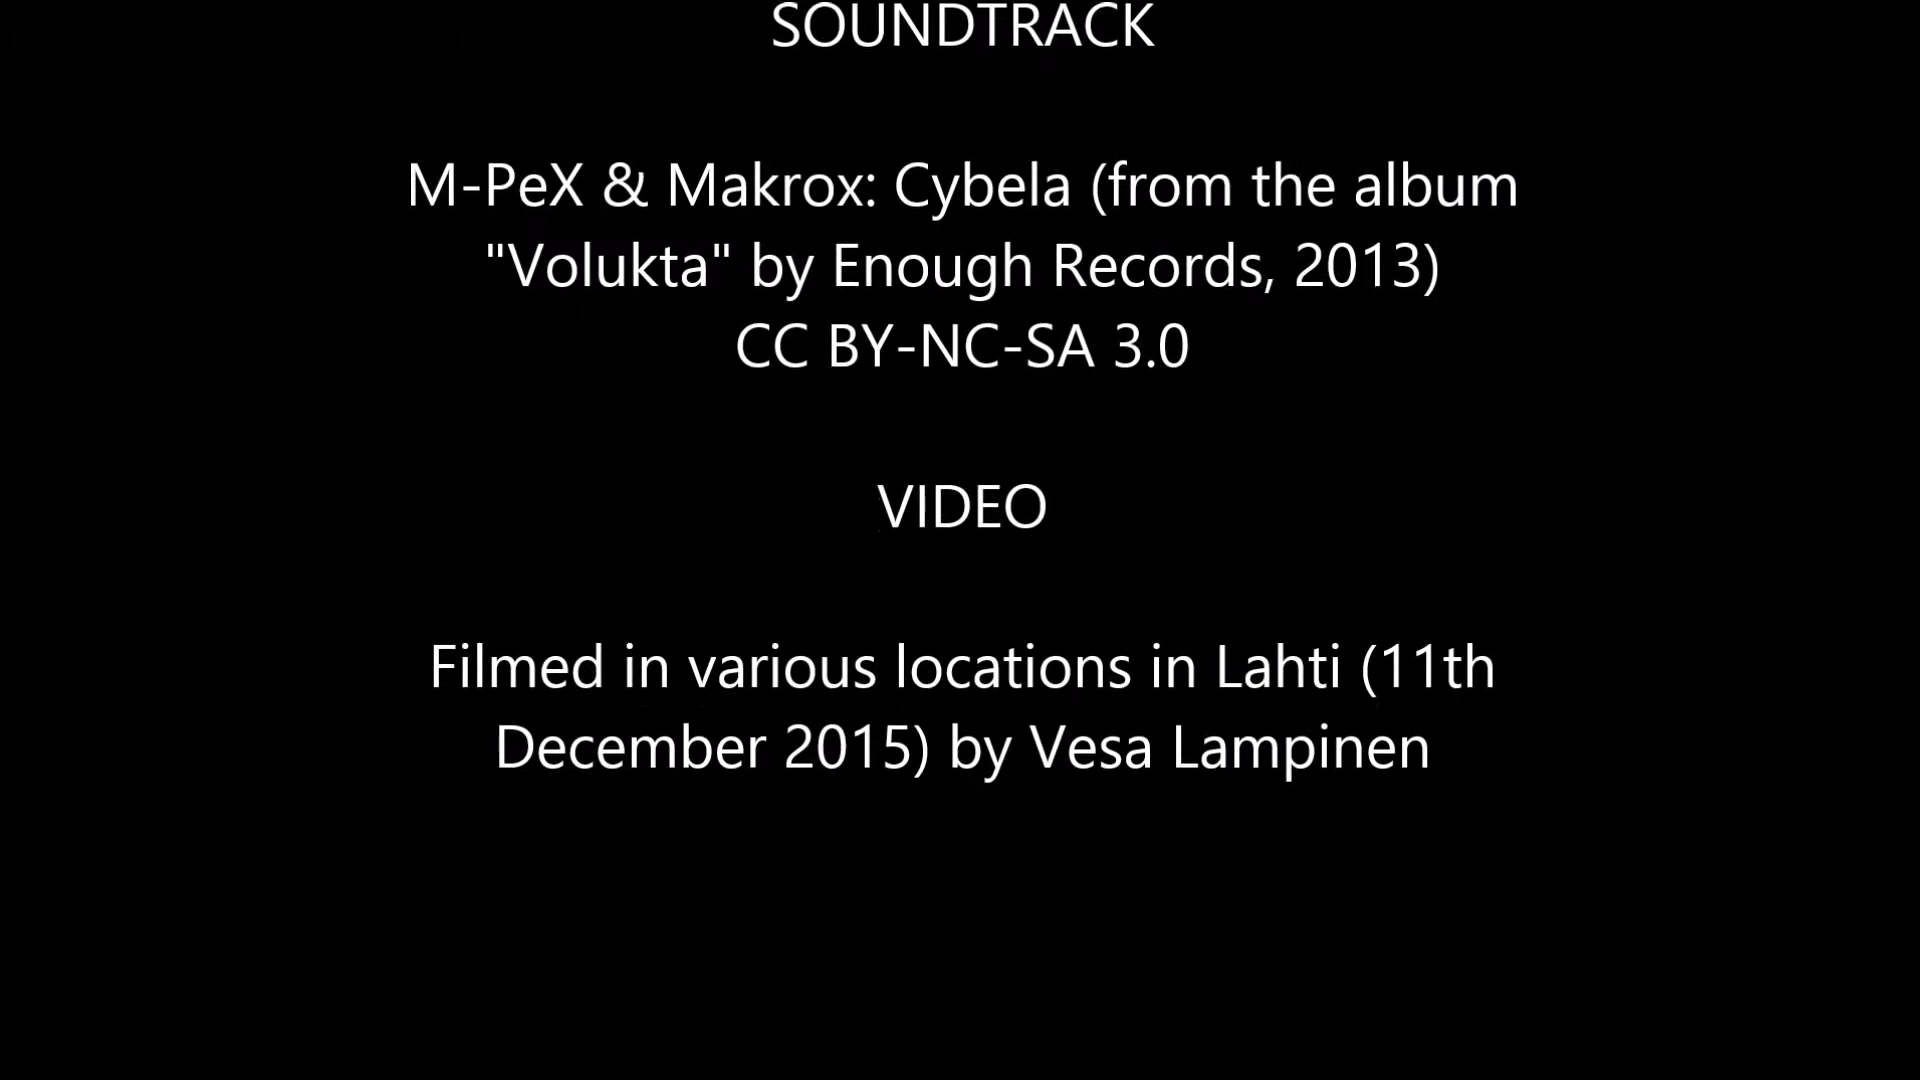 SOUNDTRACK
M-PeX & Makrox: Cybela (from the album
"Volukta" by Enough Records, 2013)
CC BY-NC-SA 3.0
VIDEO
Filmed in various locations in Lahti (11th
December 2015) by Vesa Lampinen